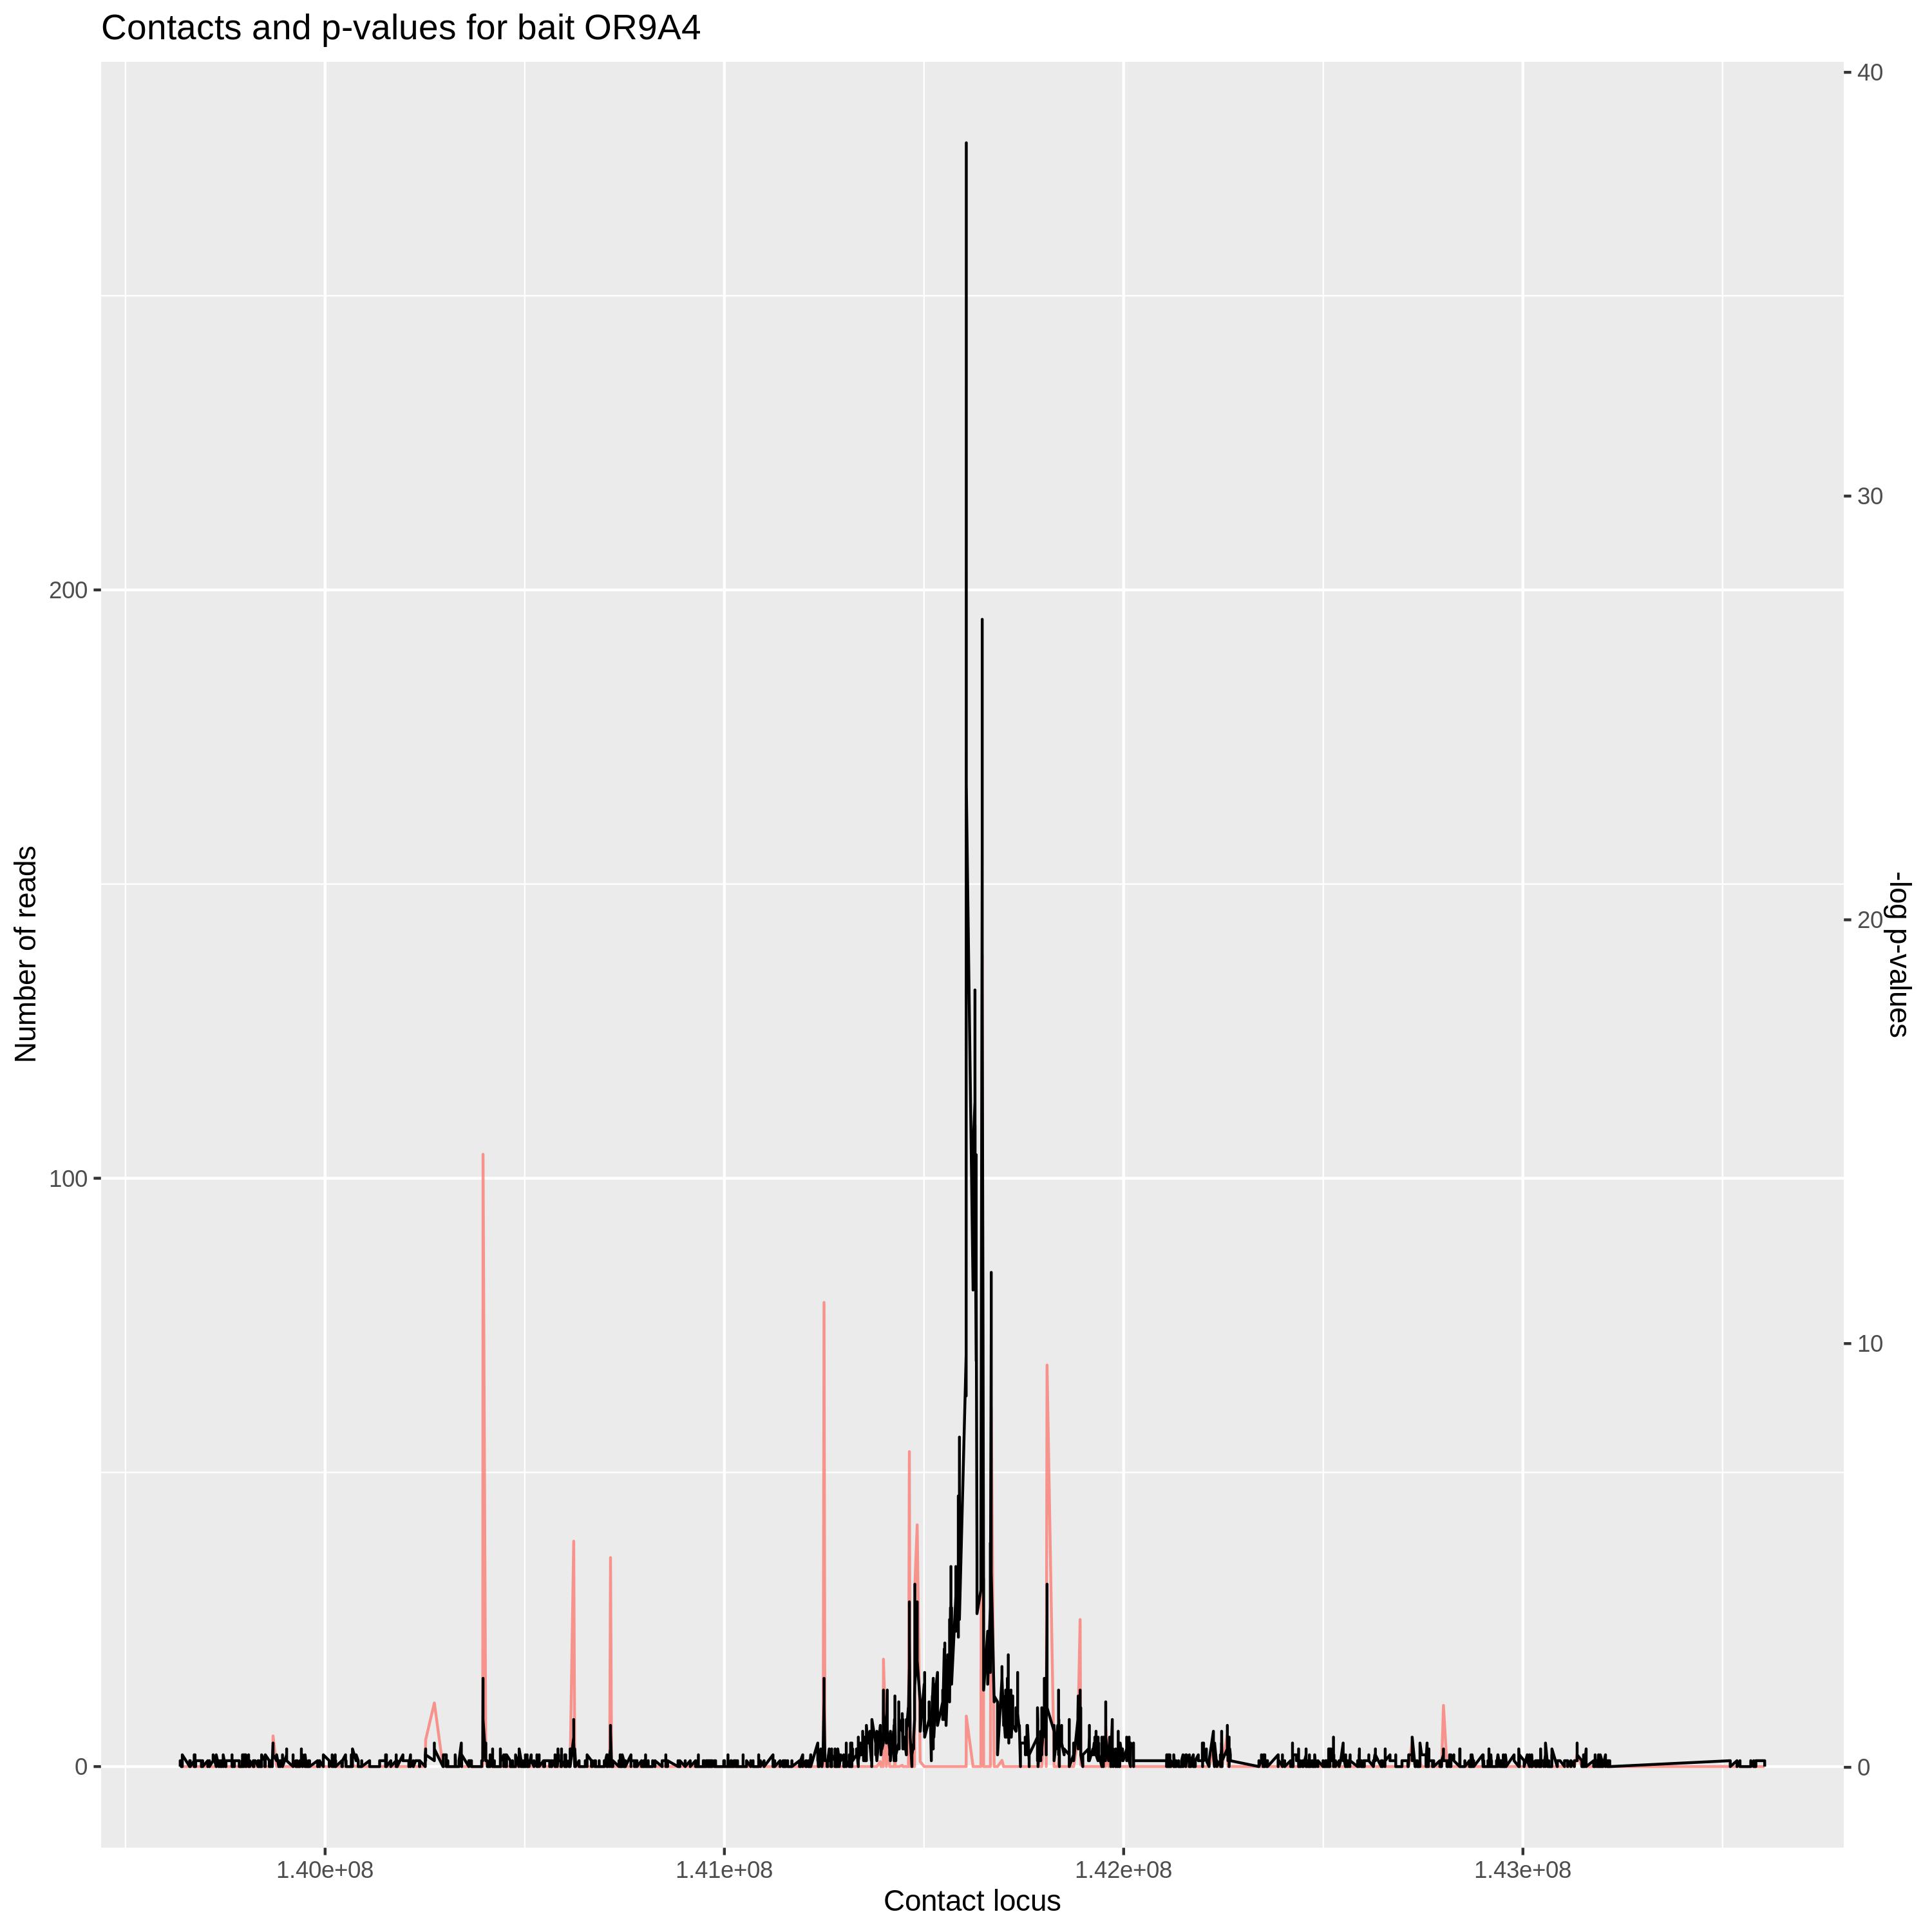 Contacts and p-values for bait OR9A4
40
30
200
Number of reads
20
-log p-values
100
10
0
0
1.40e+08
1.41e+08
1.42e+08
1.43e+08
Contact locus